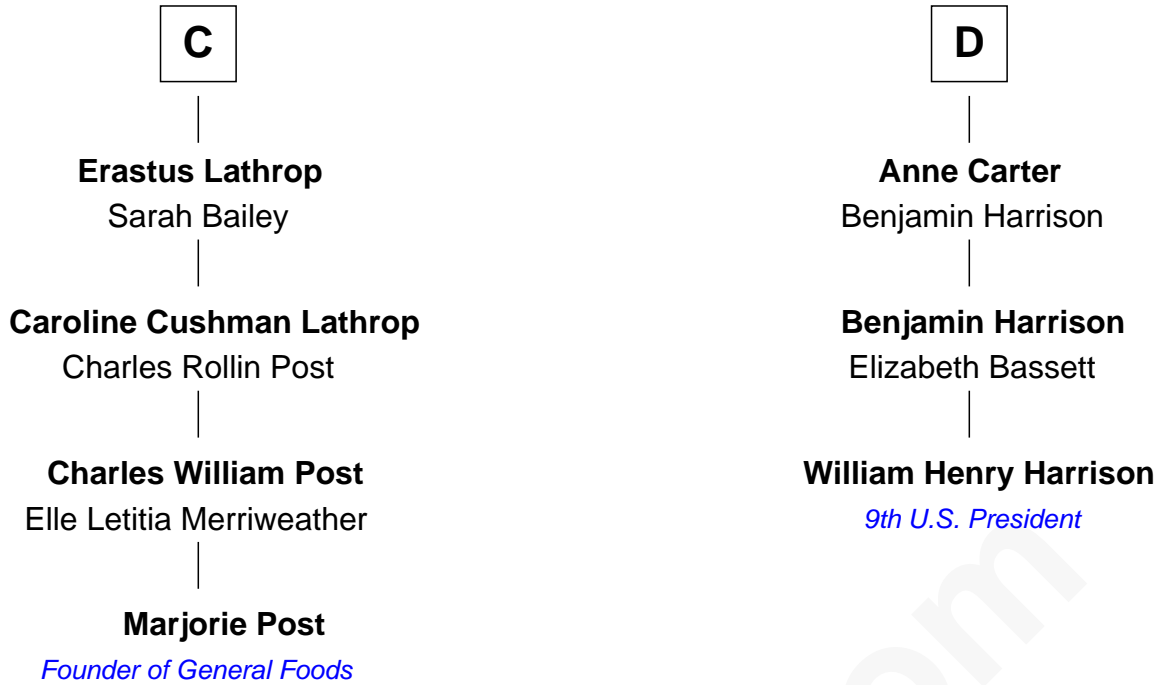 C
Erastus Lathrop
Sarah Bailey
Caroline Cushman Lathrop
Charles Rollin Post
Charles William Post
Elle Letitia Merriweather
Marjorie Post
Founder of General Foods
D
Anne Carter
Benjamin Harrison
Benjamin Harrison
Elizabeth Bassett
William Henry Harrison
9th U.S. President
om